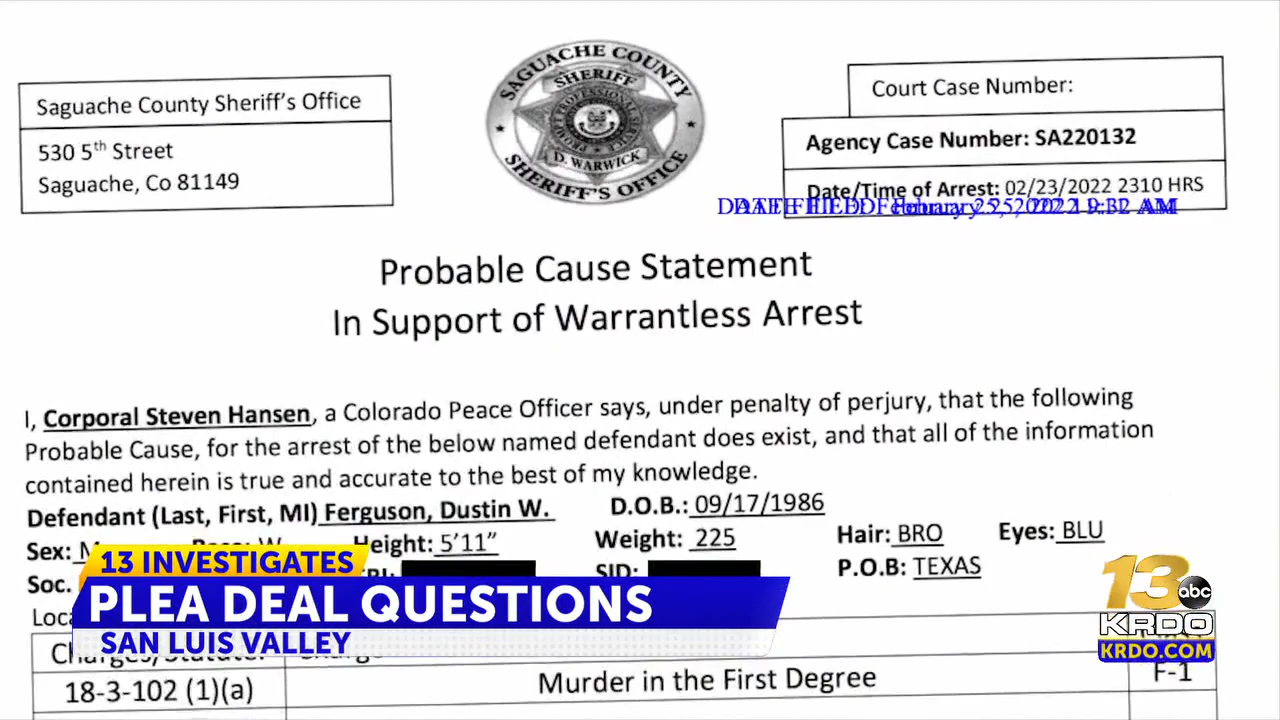 SAGUACHE COUNTY
SHERIFF
D. WARWICK
SHERIFF'S OFFICE
Saguache County Sheriff's Office
530 5th Street
Saguache, Co 81149
Court Case Number:
Agency Case Number: SA220132
Date/Time of Arrest: 02/23/2022 2310 HRS
Probable Cause Statement
In Support of Warrantless Arrest
I, Corporal Steven Hansen, a Colorado Peace Officer says, under penalty of perjury, that the following
Probable Cause, for the arrest of the below named defendant does exist, and that all of the information
contained herein is true and accurate to the best of my knowledge.
Defendant (Last, First, MI) Ferguson, Dustin W. D.O.B.: 09/17/1986
Sex: Height: 5'11" Weight: 225 Hair: BRO Eyes: BLU
Soc. SID: P.O.B: TEXAS
13 INVESTIGATES
PLEA DEAL QUESTIONS
SAN LUIS VALLEY
18-3-102 (1)(a) Murder in the First Degree F-1
13 abc
KRDO
KRDO.COM